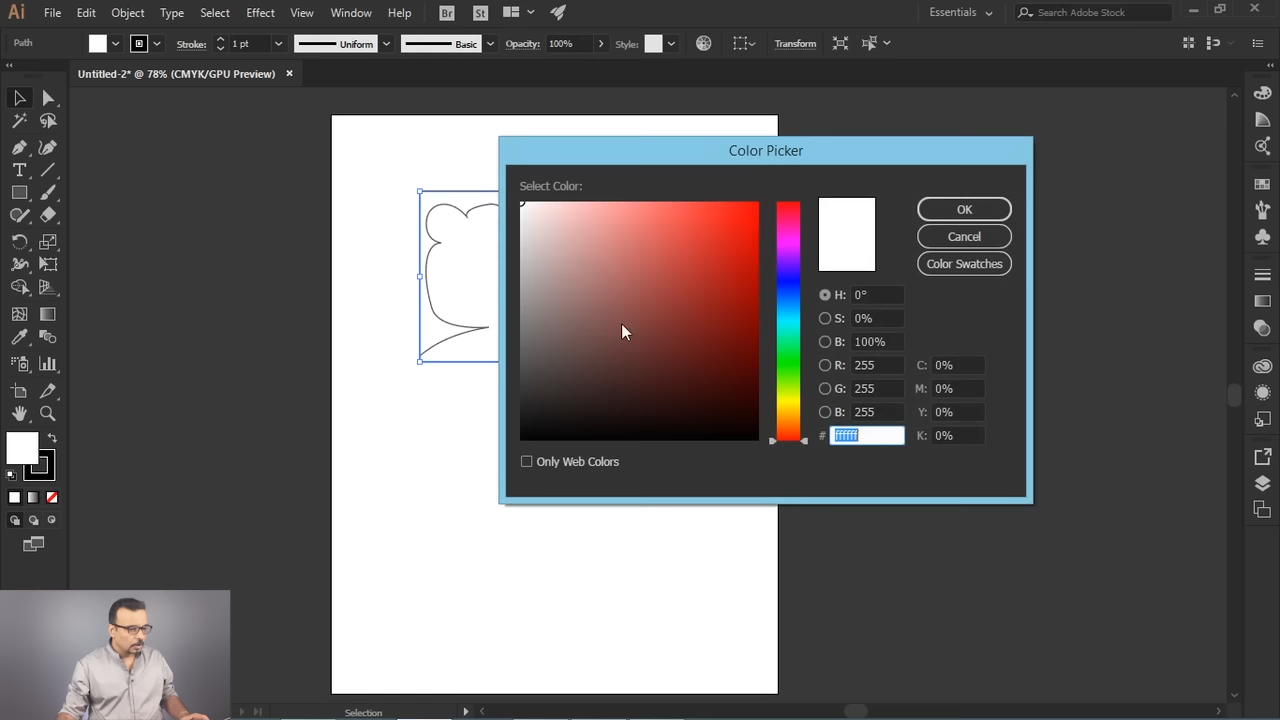 Ai File Edit Object Type Select Effect View Window Help Br St Essentials Search Adobe Stock
Path Stroke: 1 pt Uniform Basic Opacity: 100% Style: Transform
Untitled-2* @ 78% (CMYK/GPU Preview)
Color Picker
Select Color:
OK
Cancel
Color Swatches
H: 0°
S: 0%
B: 100%
R: 255 C: 0%
G: 255 M: 0%
B: 255 Y: 0%
# ffffff K: 0%
Only Web Colors
Selection